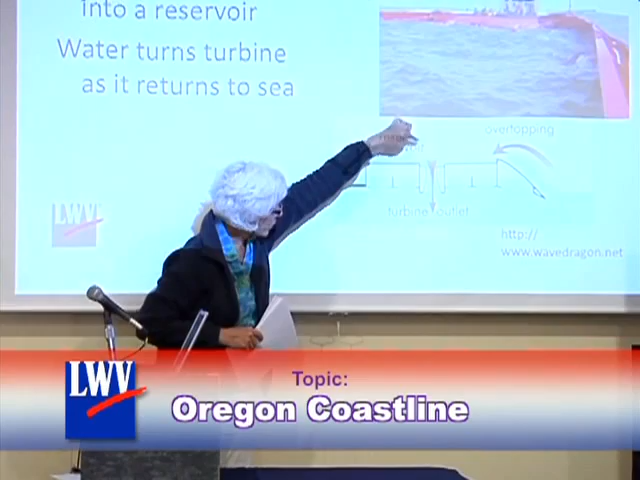 into a reservoir
Water turns turbine
as it returns to sea
overtopping
turbine outlet
LWV
http://
www.wavedragon.net
LWV
Topic:
Oregon Coastline